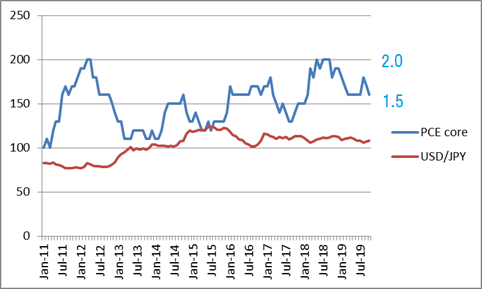 250
200
150
100
50
0
2.0
1.5
PCE core
USD/JPY
Jan-11
Jul-11
Jan-12
Jul-12
Jan-13
Jul-13
Jan-14
Jul-14
Jan-15
Jul-15
Jan-16
Jul-16
Jan-17
Jul-17
Jan-18
Jul-18
Jan-19
Jul-19